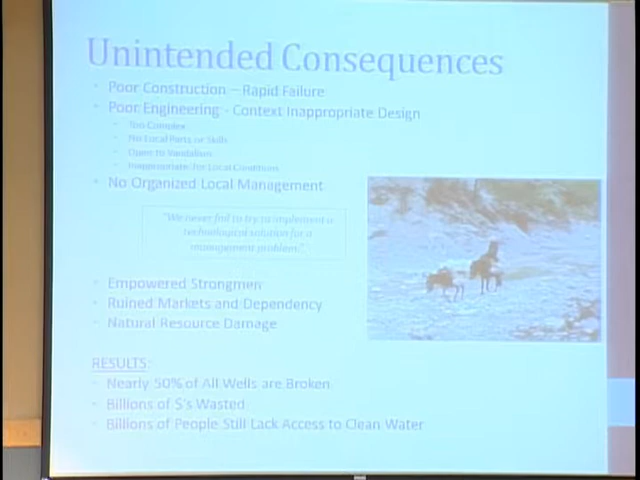 Unintended Consequences
• Poor Construction – Rapid Failure
• Poor Engineering - Context Inappropriate Design
– Too Complex
– No Local Parts or Skills
– Open to Vandalism
– Inappropriate for Local Conditions
• No Organized Local Management
"We never fail to try to implement a
technological solution for a
management problem."
• Empowered Strongmen
• Ruined Markets and Dependency
• Natural Resource Damage
RESULTS:
• Nearly 50% of All Wells are Broken
• Billions of $'s Wasted
• Billions of People Still Lack Access to Clean Water